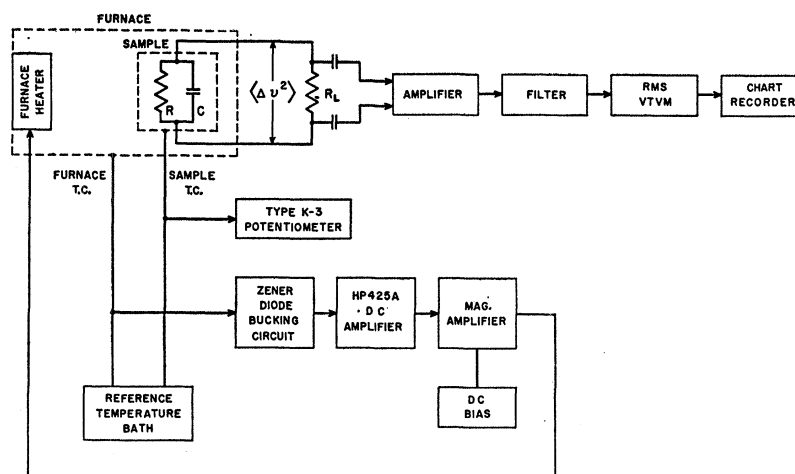 FURNACE
SAMPLE
FURNACE
HEATER
R
C
⟨Δ υ²⟩
R_L
AMPLIFIER
FILTER
RMS
VTVM
CHART
RECORDER
FURNACE
T.C.
SAMPLE
T.C.
TYPE K-3
POTENTIOMETER
ZENER
DIODE
BUCKING
CIRCUIT
HP425A
DC
AMPLIFIER
MAG.
AMPLIFIER
REFERENCE
TEMPERATURE
BATH
DC
BIAS